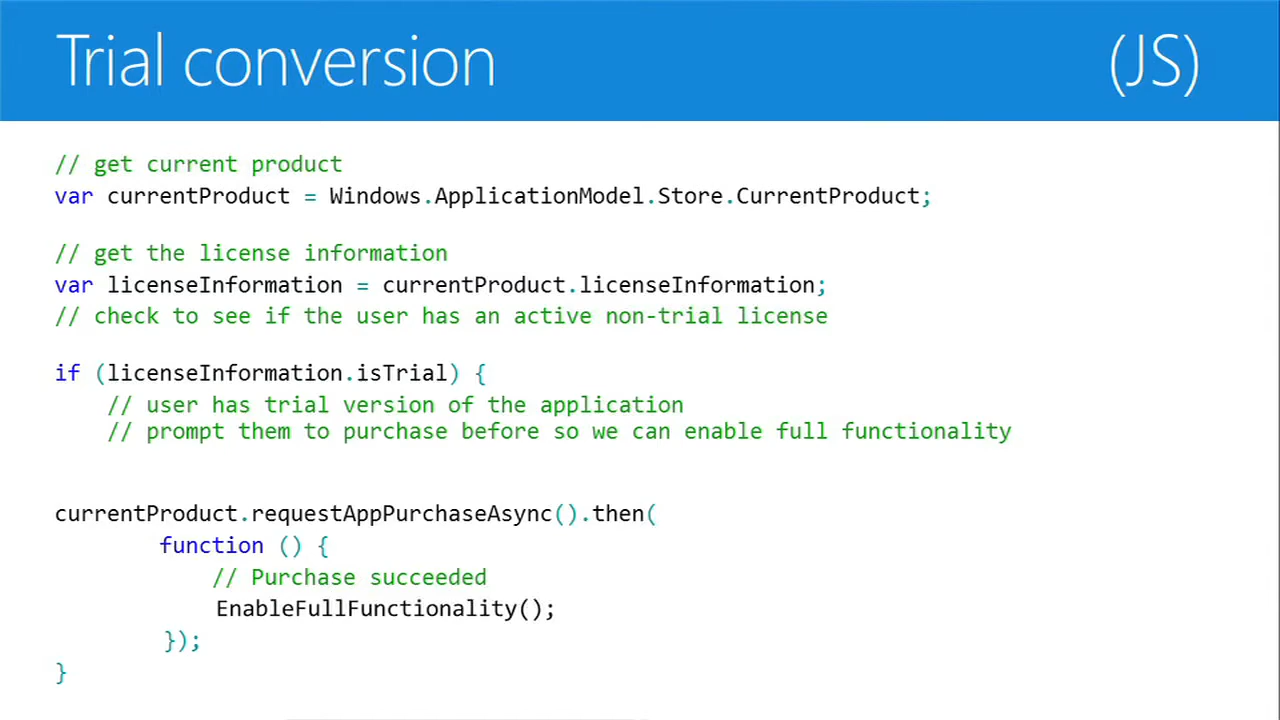 Trial conversion (JS)
// get current product
var currentProduct = Windows.ApplicationModel.Store.CurrentProduct;
// get the license information
var licenseInformation = currentProduct.licenseInformation;
// check to see if the user has an active non-trial license
if (licenseInformation.isTrial) {
// user has trial version of the application
// prompt them to purchase before so we can enable full functionality
currentProduct.requestAppPurchaseAsync().then(
function () {
// Purchase succeeded
EnableFullFunctionality();
});
}